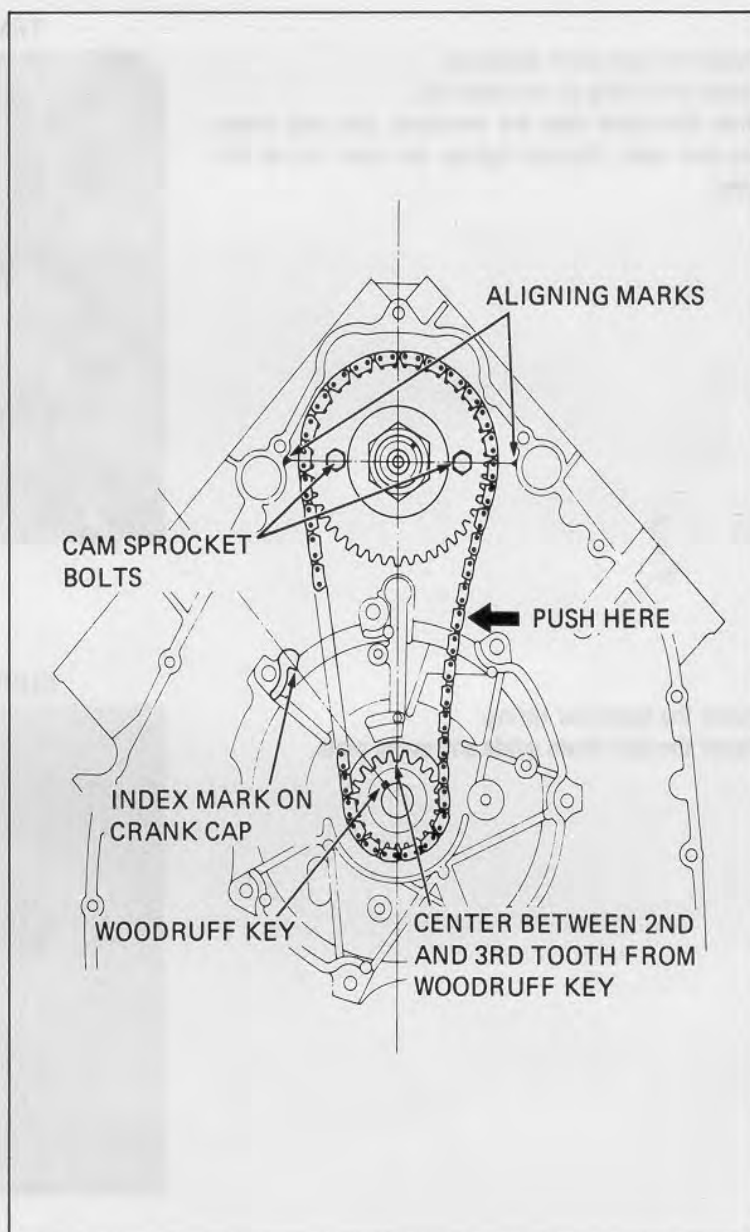 ALIGNING MARKS
CAM SPROCKET
BOLTS
PUSH HERE
INDEX MARK ON
CRANK CAP
WOODRUFF KEY
CENTER BETWEEN 2ND
AND 3RD TOOTH FROM
WOODRUFF KEY